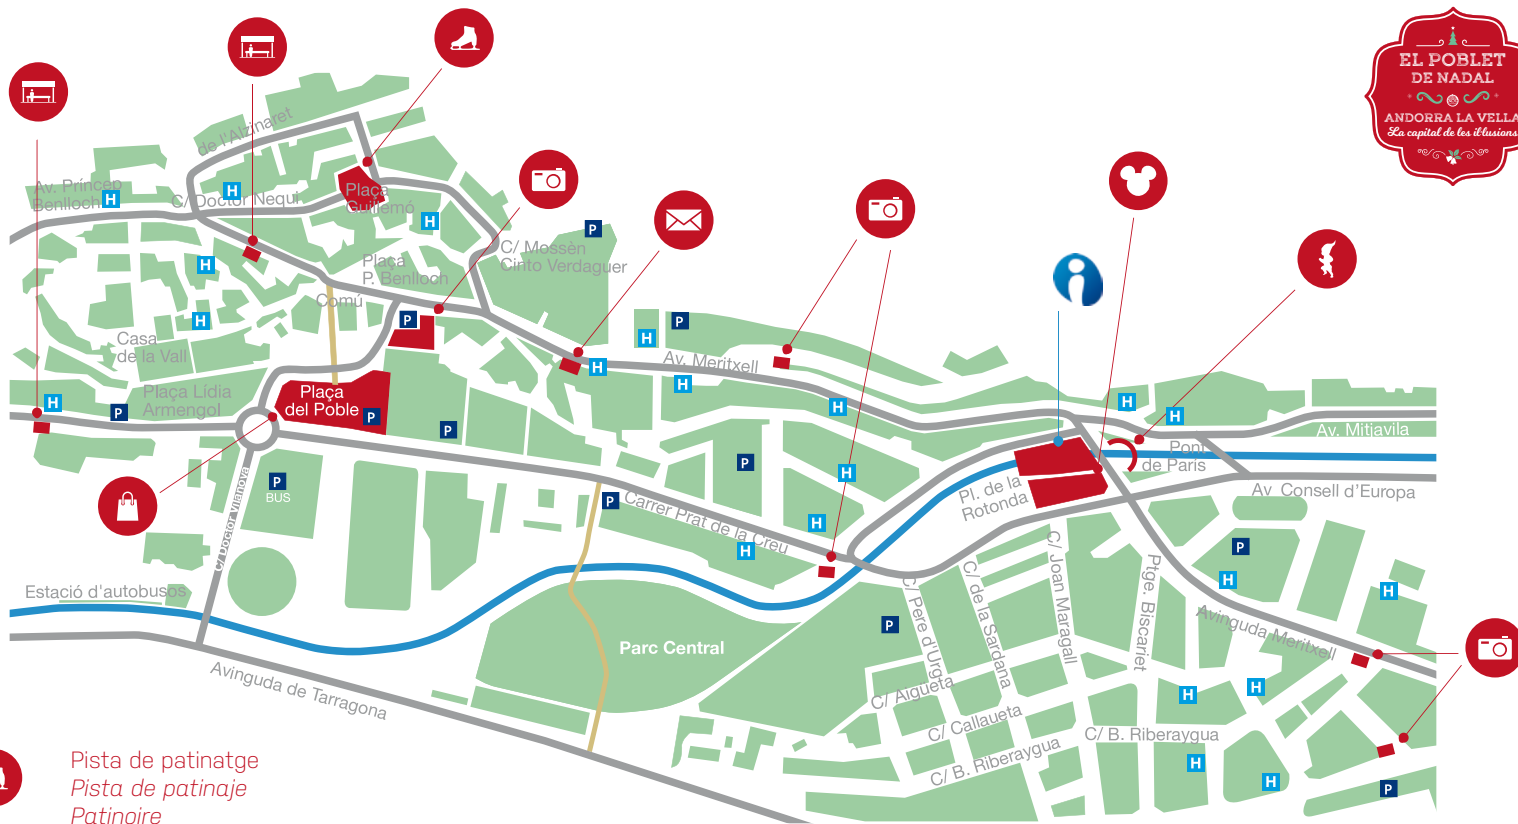 EL POBLET
DE NADAL
ANDORRA LA VELLA
La capital de les il·lusions
de l'Alzinaret
Av. Príncep
Benlloch
H
H
C/ Doctor Nequi
Plaça
Guillemó
H
P
C/ Mossèn
Cinto Verdaguer
Plaça
P. Benlloch
H
Comú
H
P
P
H
Casa
de la Vall
Av. Meritxell
H
H
Plaça Lídia
Armengol
H
P
Plaça
del Poble
P
P
H
H
H
Av. Mitjavila
Pont
de Paris
P
H
P
BUS
Pl. de la
Rotonda
Av Consell d'Europa
C/ Doctor Vilanova
P
Carrer Prat de la Creu
H
H
P
H
C/ Joan Maragall
Ptge. Biscariet
C/ de la Sardana
C/ Pere d'Urg
Estació d'autobusos
H
P
Avinguda Meritxell
Parc Central
Avinguda de Tarragona
C/ Aigüeta
C/ Callaueta
C/ B. Riberaygua
C/ B. Riberaygua
H
H
H
H
P
Pista de patinatge
Pista de patinaje
Patinoire